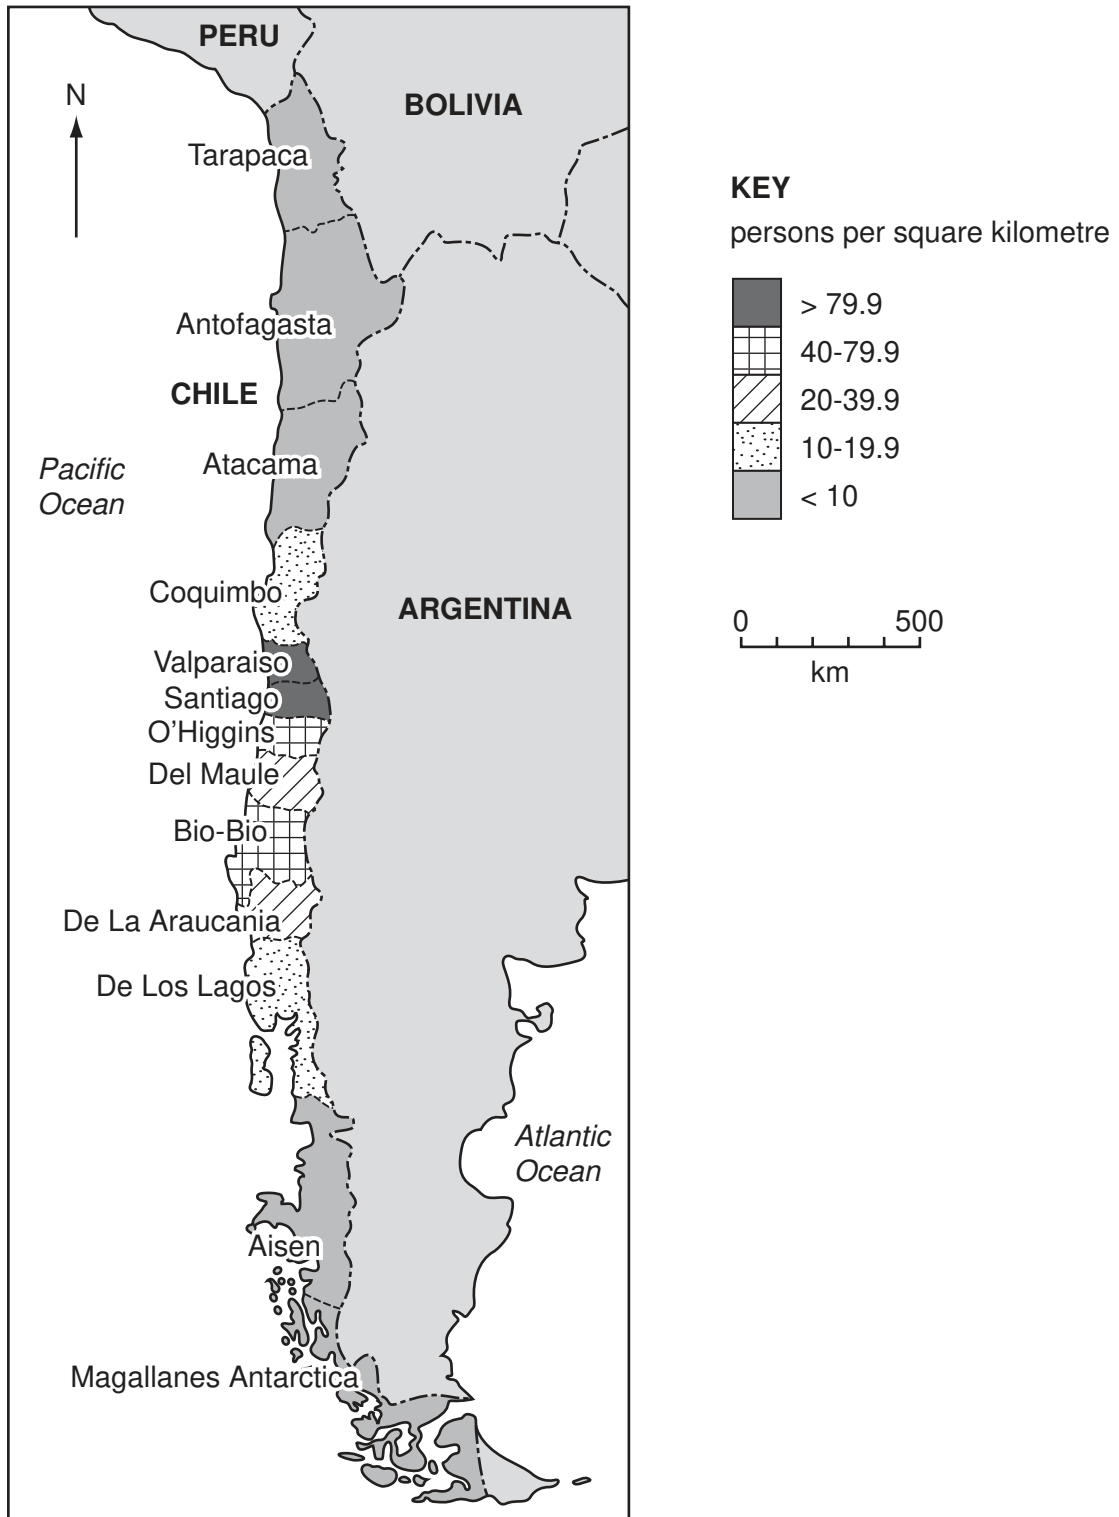 PERU
BOLIVIA
N
Tarapaca
Antofagasta
CHILE
Atacama
Pacific
Ocean
Coquimbo
ARGENTINA
Valparaiso
Santiago
O’Higgins
Del Maule
Bio-Bio
De La Araucania
De Los Lagos
Atlantic
Ocean
Aisen
Magallanes Antarctica
KEY
persons per square kilometre
> 79.9
40-79.9
20-39.9
10-19.9
< 10
0 500
km